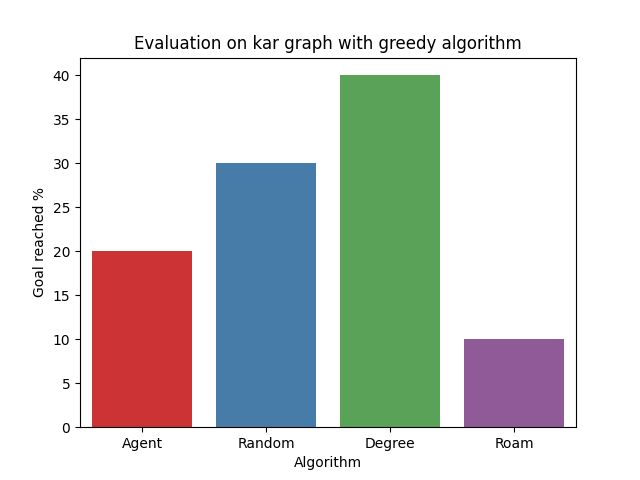 Evaluation on kar graph with greedy algorithm
40
35
30
25
20
15
10
5
0
Goal reached %
Agent Random Degree Roam
Algorithm